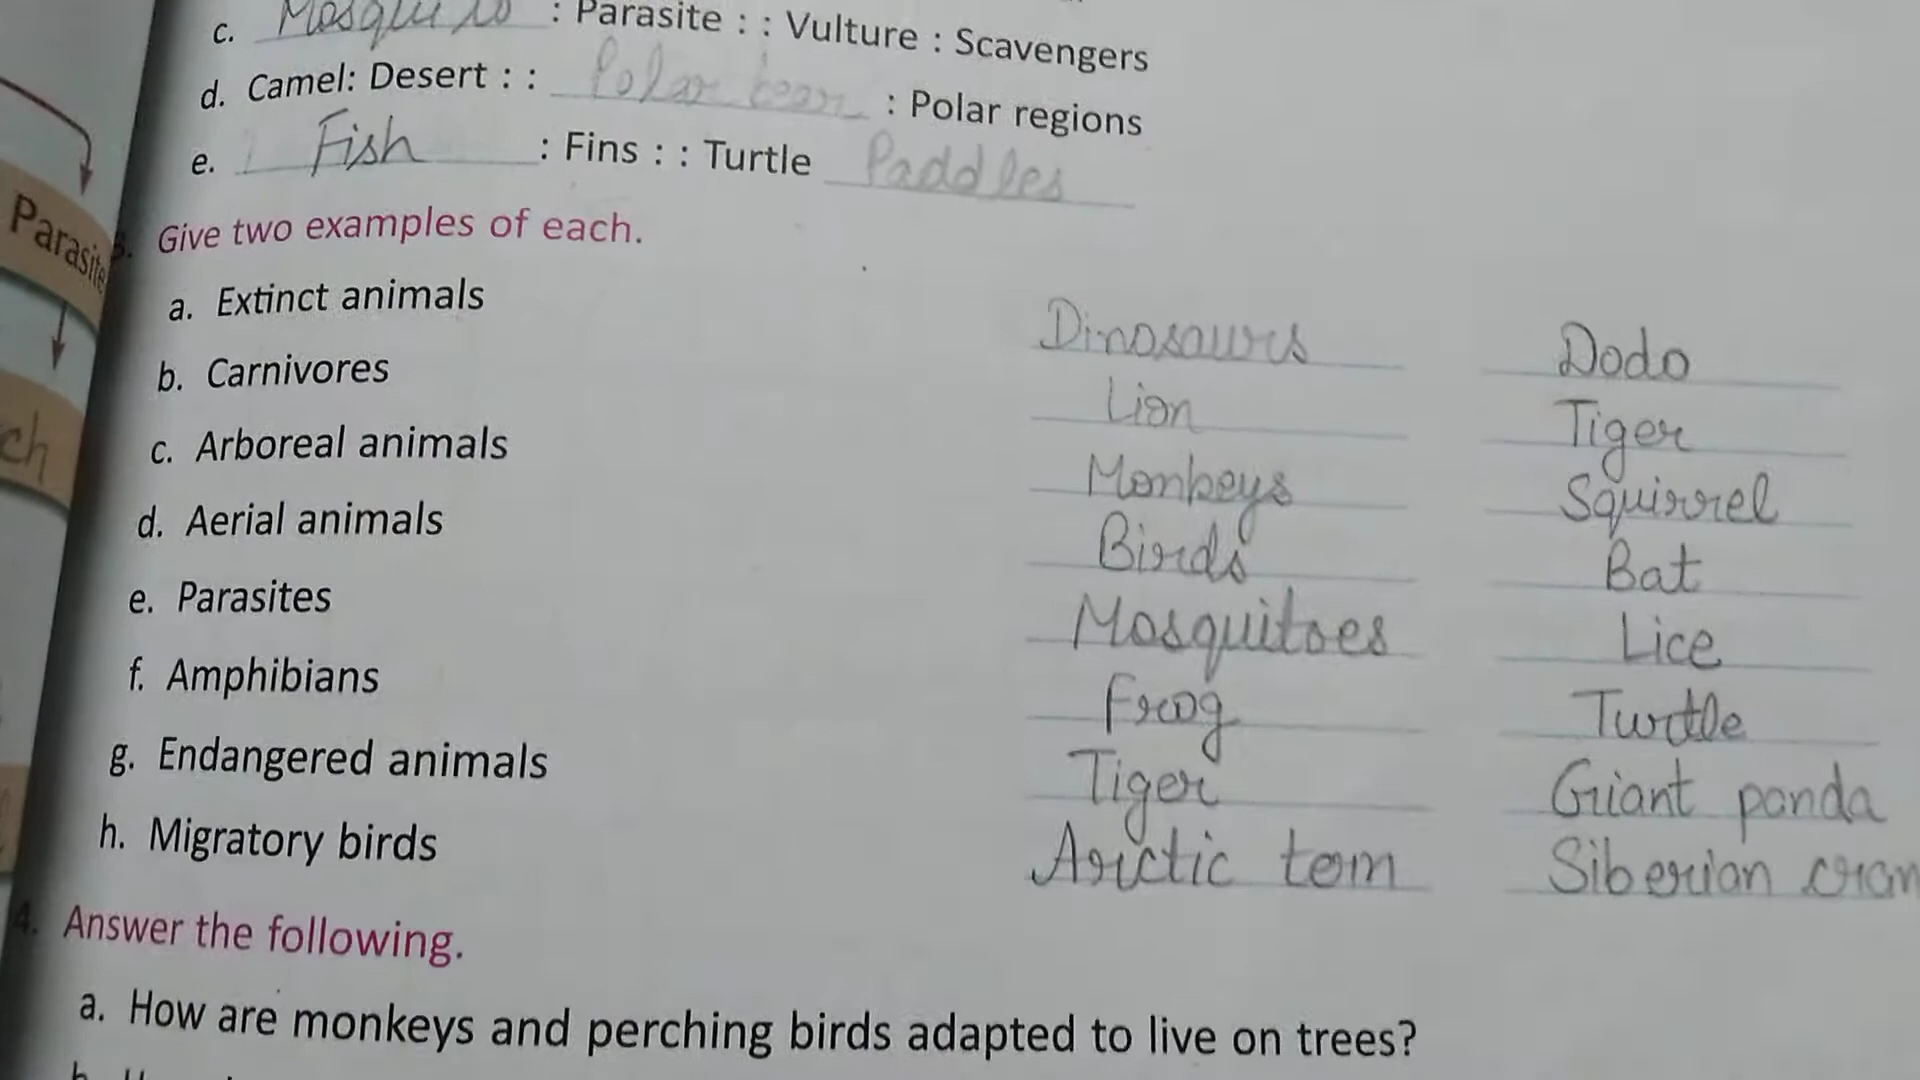 c. Mosquito : Parasite : : Vulture : Scavengers
d. Camel: Desert : : Polar bear : Polar regions
e. Fish : Fins : : Turtle Paddles
Parasite
ch
3. Give two examples of each.
a. Extinct animals Dinosaurs Dodo
b. Carnivores Lion Tiger
c. Arboreal animals Monkeys Squirrel
d. Aerial animals Birds Bat
e. Parasites Mosquitoes Lice
f. Amphibians Frog Turtle
g. Endangered animals Tiger Giant panda
h. Migratory birds Arctic tern Siberian cran
4. Answer the following.
a. How are monkeys and perching birds adapted to live on trees?